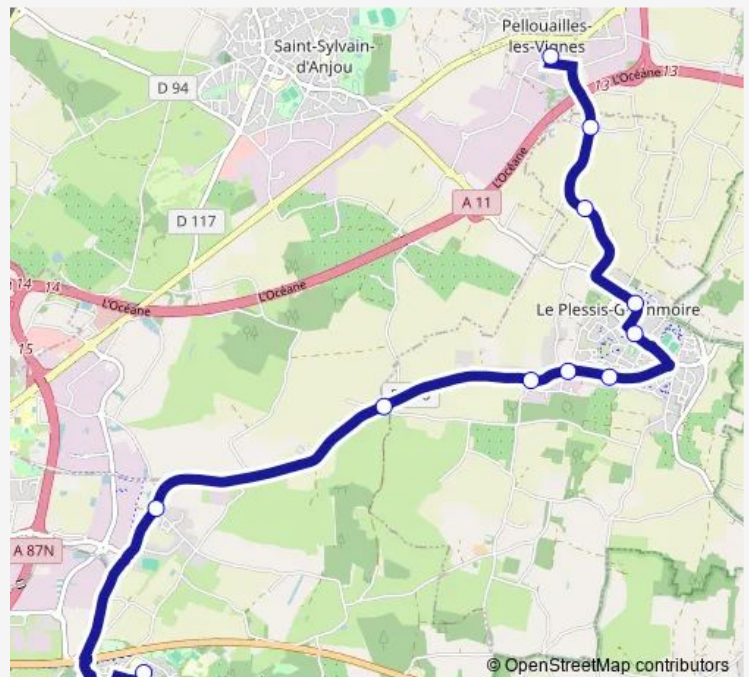 Pellouailles-
les-Vignes
Saint-Sylvain-
d'Anjou
13 L'Océane 13
D 94
L'Océane
A 11
D 117
14 14
L'Océane
L'Océane
15
Le Plessis-G nmoire
A 87N
© OpenStreetMap contributors